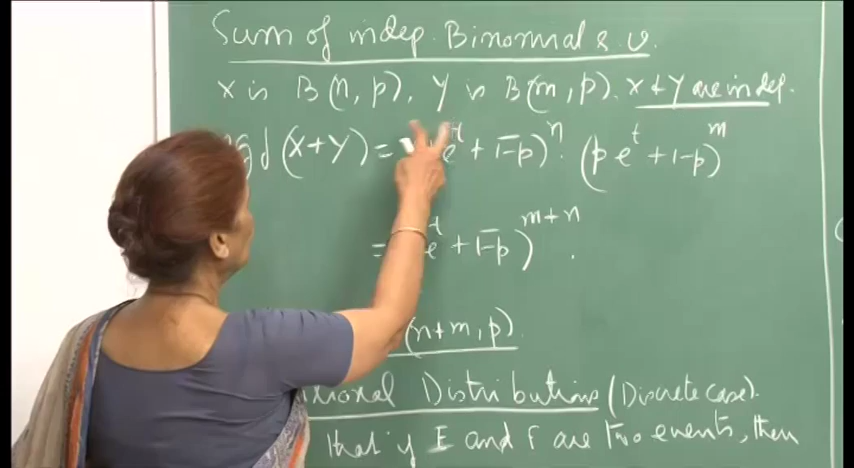 Sum of indep. Binomial r. v.
X is B(n, p), Y is B(m, p). X & Y are indep.
(X+Y) = e^t + 1-p)^n. (pe^t + 1-p)^m
= e^t + 1-p)^{m+n}.
(n+m, p).
Distributions (Discrete case).
that if E and F are two events, then